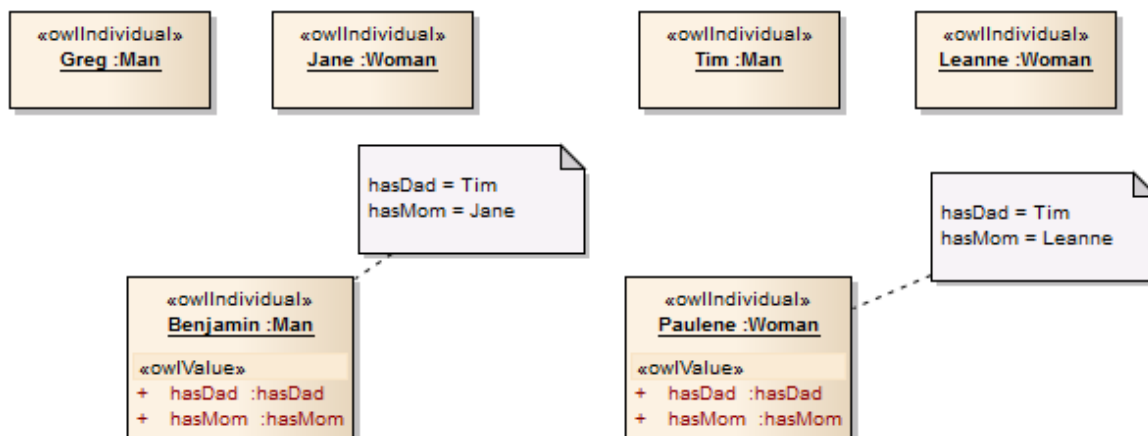 «owlIndividual»
Greg :Man
«owlIndividual»
Jane :Woman
«owlIndividual»
Tim :Man
«owlIndividual»
Leanne :Woman
hasDad = Tim
hasMom = Jane
hasDad = Tim
hasMom = Leanne
«owlIndividual»
Benjamin :Man
«owlValue»
+ hasDad :hasDad
+ hasMom :hasMom
«owlIndividual»
Paulene :Woman
«owlValue»
+ hasDad :hasDad
+ hasMom :hasMom